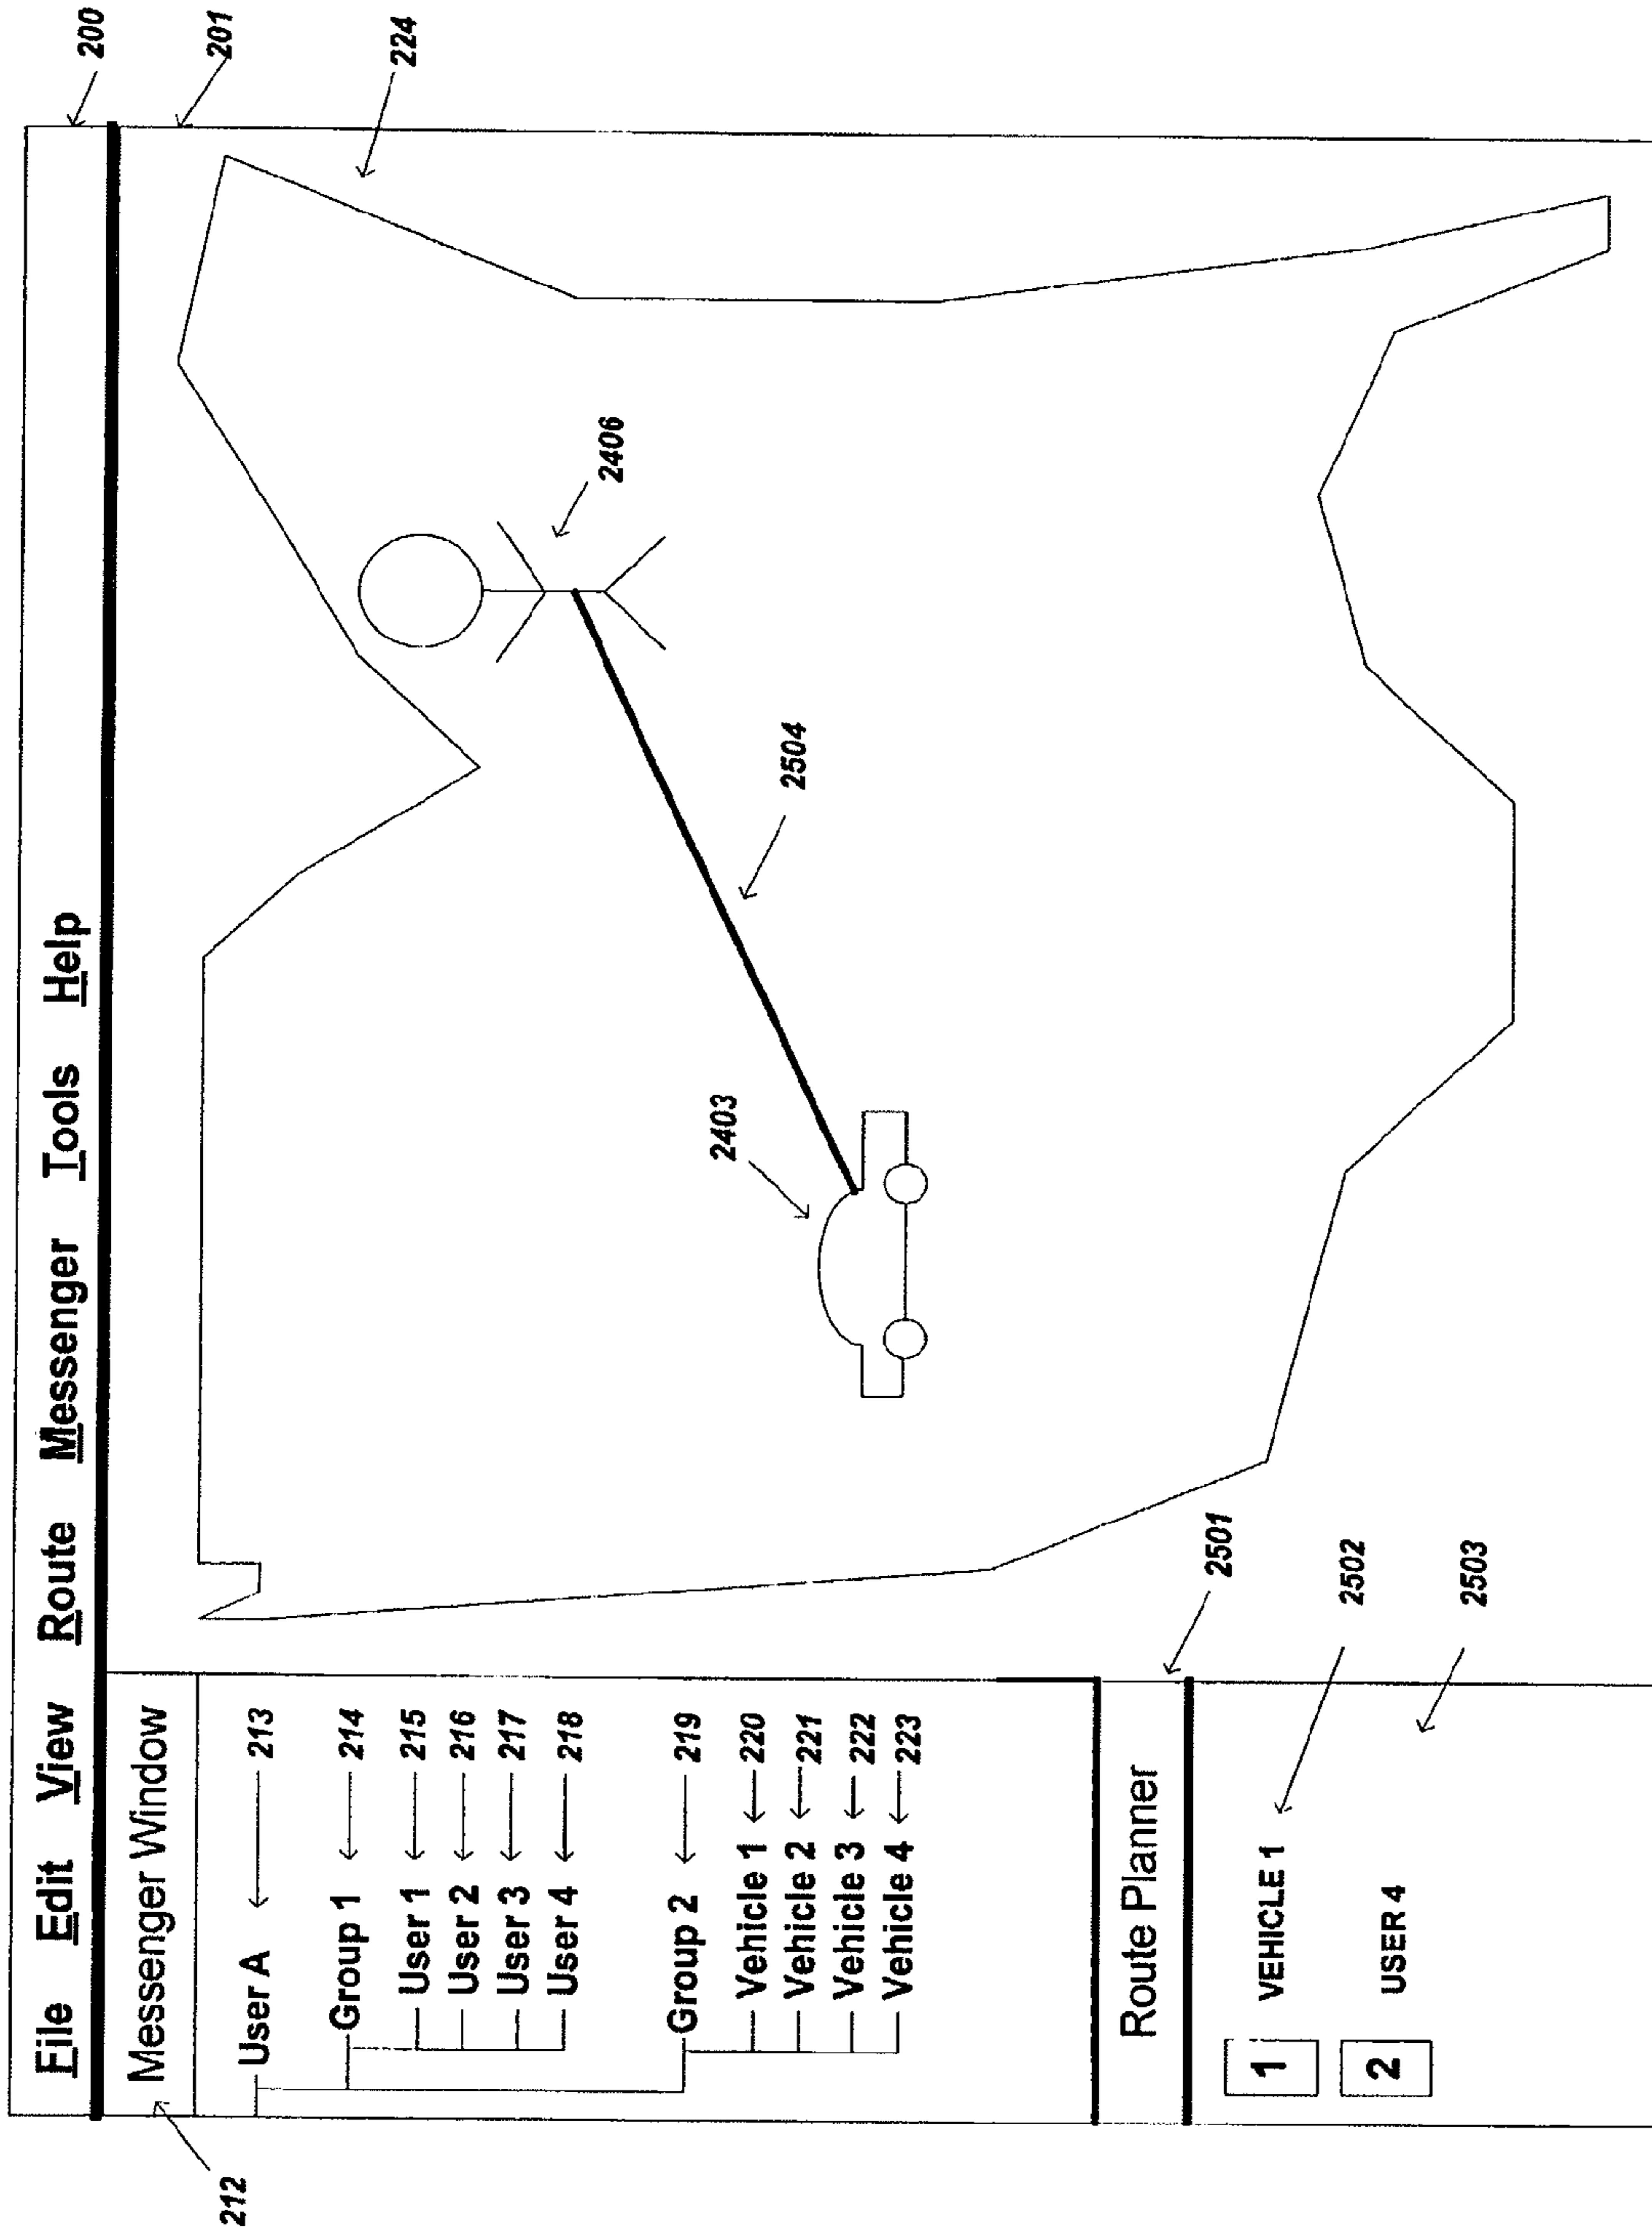 File Edit View Route Messenger Tools Help
200
201
212
Messenger Window
User A 213
Group 1 214
User 1 215
User 2 216
User 3 217
User 4 218
Group 2 219
Vehicle 1 220
Vehicle 2 221
Vehicle 3 222
Vehicle 4 223
224
2406
2504
2403
Route Planner
2501
1 VEHICLE 1
2502
2 USER 4
2503